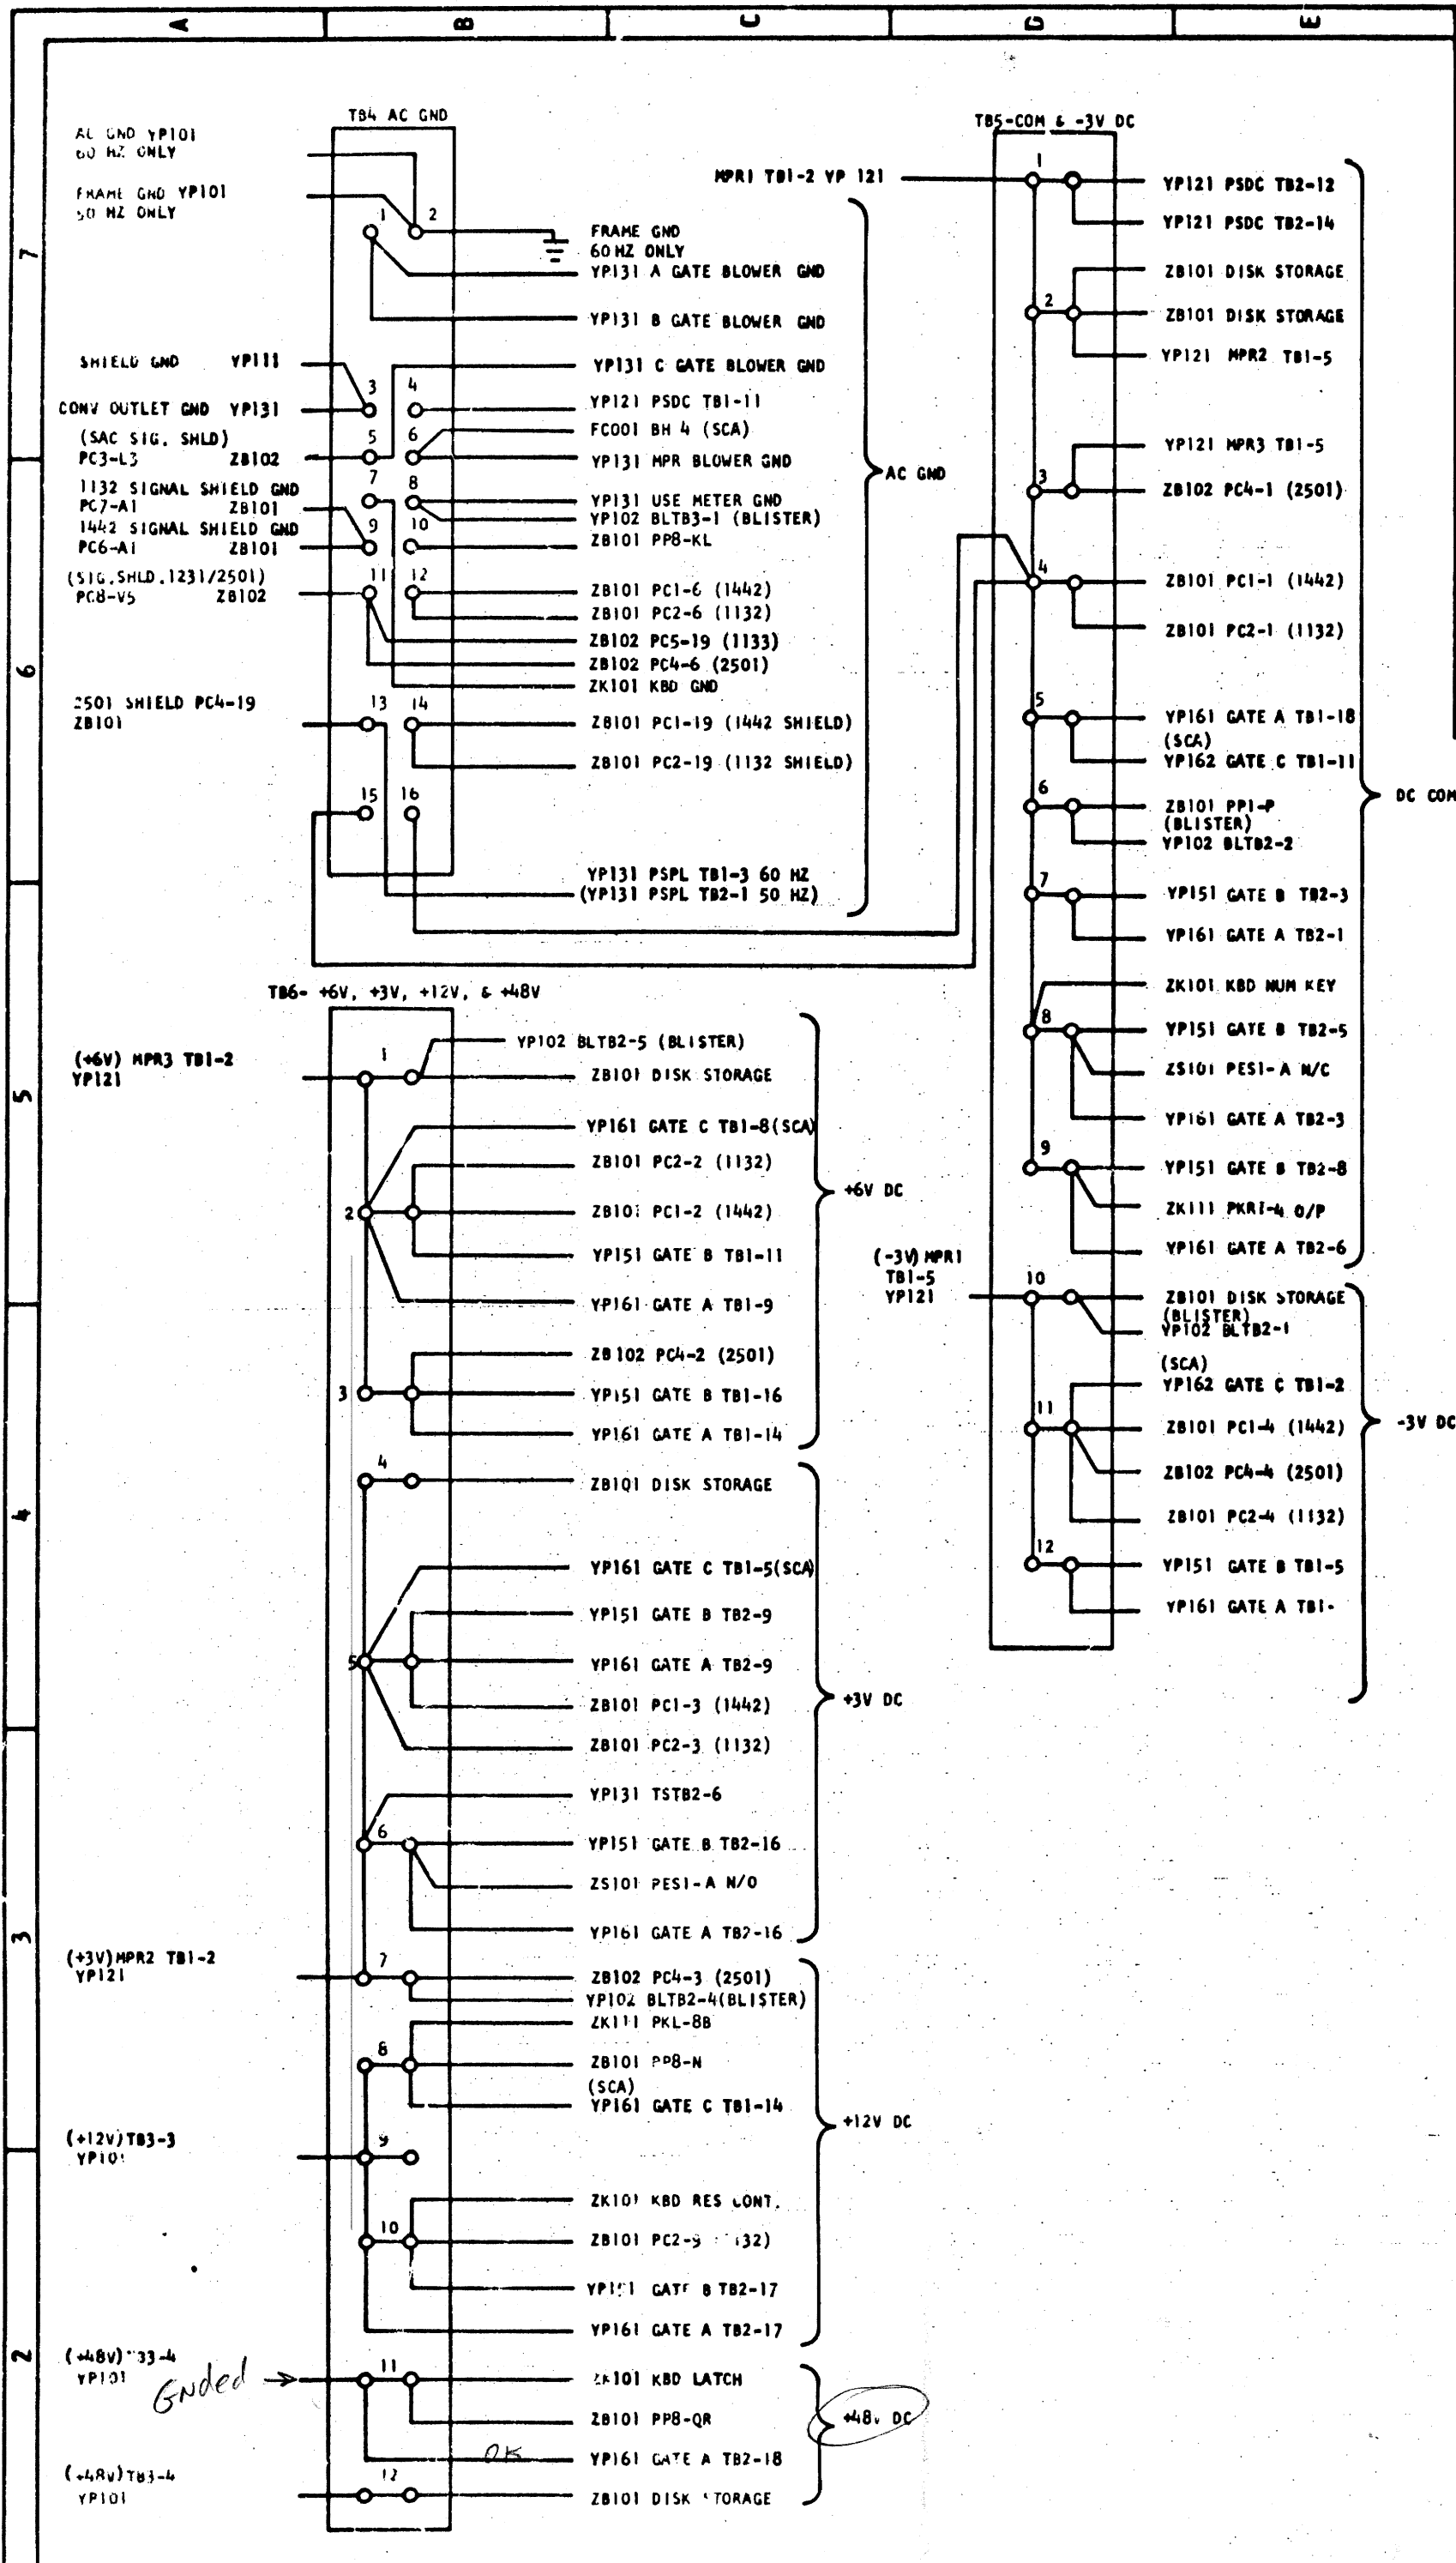 A B C D E
7
6
5
4
3
2
TB4 AC GND
AC GND YP101
60 HZ ONLY
FRAME GND YP101
50 HZ ONLY
1 2
FRAME GND
60 HZ ONLY
YP131 A GATE BLOWER GND
YP131 B GATE BLOWER GND
SHIELD GND YP111
YP131 C GATE BLOWER GND
3 4
CONV OUTLET GND YP131
YP121 PSDC TB1-11
(SAC SIG. SHLD)
PC3-L3 ZB102
5 6
FC001 BH 4 (SCA)
YP131 MPR BLOWER GND
AC GND
1132 SIGNAL SHIELD GND
PC7-A1 ZB101
7 8
YP131 USE METER GND
YP102 BLTB3-1 (BLISTER)
1442 SIGNAL SHIELD GND
PC6-A1 ZB101
9 10
ZB101 PP8-KL
(SIG.SHLD.1231/2501)
PC8-V5 ZB102
11 12
ZB101 PC1-6 (1442)
ZB101 PC2-6 (1132)
ZB102 PC5-19 (1133)
ZB102 PC4-6 (2501)
ZK101 KBD GND
2501 SHIELD PC4-19
ZB101
13 14
ZB101 PC1-19 (1442 SHIELD)
ZB101 PC2-19 (1132 SHIELD)
15 16
YP131 PSPL TB1-3 60 HZ
(YP131 PSPL TB2-1 50 HZ)
TB5-COM & -3V DC
MPR1 TB1-2 YP 121
1
YP121 PSDC TB2-12
YP121 PSDC TB2-14
ZB101 DISK STORAGE
2
ZB101 DISK STORAGE
YP121 MPR2 TB1-5
YP121 MPR3 TB1-5
3
ZB102 PC4-1 (2501)
4
ZB101 PC1-1 (1442)
ZB101 PC2-1 (1132)
5
YP161 GATE A TB1-18
(SCA)
YP162 GATE C TB1-11
6
ZB101 PP1-P
(BLISTER)
YP102 BLTB2-2
DC COM
7
YP151 GATE B TB2-3
YP161 GATE A TB2-1
ZK101 KBD NUM KEY
8
YP151 GATE B TB2-5
ZS101 PES1-A N/C
YP161 GATE A TB2-3
9
YP151 GATE B TB2-8
ZK111 PKR7-4 O/P
YP161 GATE A TB2-6
(-3V) MPR1
TB1-5
YP121
10
ZB101 DISK STORAGE
(BLISTER)
YP102 BLTB2-1
(SCA)
YP162 GATE C TB1-2
11
ZB101 PC1-4 (1442)
-3V DC
ZB102 PC4-4 (2501)
ZB101 PC2-4 (1132)
12
YP151 GATE B TB1-5
YP161 GATE A TB1-
TB6- +6V, +3V, +12V, & +48V
(+6V) MPR3 TB1-2
YP121
1
YP102 BLTB2-5 (BLISTER)
ZB101 DISK STORAGE
YP161 GATE C TB1-8(SCA)
ZB101 PC2-2 (1132)
2
ZB101 PC1-2 (1442)
+6V DC
YP151 GATE B TB1-11
YP161 GATE A TB1-9
ZB102 PC4-2 (2501)
3
YP151 GATE B TB1-16
YP161 GATE A TB1-14
4
ZB101 DISK STORAGE
YP161 GATE C TB1-5(SCA)
YP151 GATE B TB2-9
5
YP161 GATE A TB2-9
ZB101 PC1-3 (1442)
+3V DC
ZB101 PC2-3 (1132)
YP131 TSTB2-6
6
YP151 GATE B TB2-16
ZS101 PES1-A N/O
YP161 GATE A TB2-16
(+3V)MPR2 TB1-2
YP121
7
ZB102 PC4-3 (2501)
YP102 BLTB2-4(BLISTER)
ZK111 PKL-8B
8
ZB101 PP8-N
(SCA)
YP161 GATE C TB1-14
+12V DC
(+12V)TB3-3
YP101
9
ZK101 KBD RES CONT.
10
ZB101 PC2-9
GATE B TB2-17
YP161 GATE A TB2-17
(+48V)
YP101
GNded
11
ZK101 KBD LATCH
ZB101 PP8-QR
+48V DC
OK
YP161 GATE A TB2-18
(+48V)TB3-4
YP101
12
ZB101 DISK STORAGE